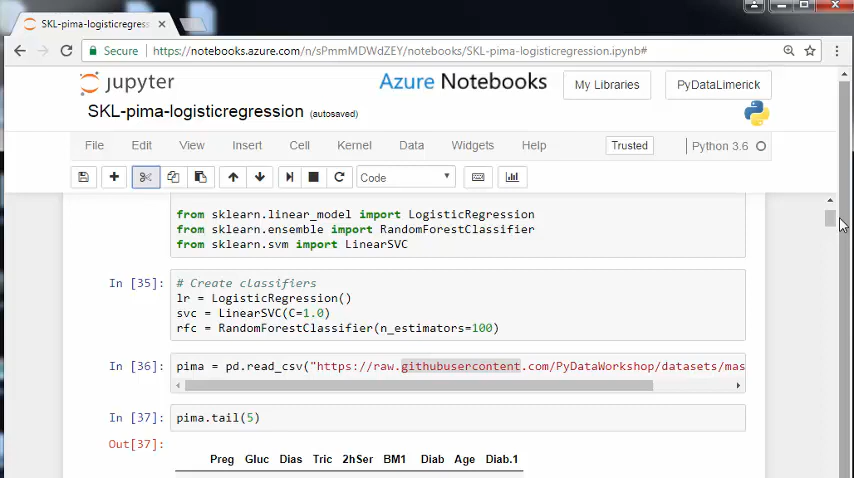 SKL-pima-logisticregress
Secure https://notebooks.azure.com/n/sPmmMDWdZEY/notebooks/SKL-pima-logisticregression.ipynb#
jupyter Azure Notebooks My Libraries PyDataLimerick
SKL-pima-logisticregression (autosaved)
File Edit View Insert Cell Kernel Data Widgets Help Trusted Python 3.6
Code
from sklearn.linear_model import LogisticRegression
from sklearn.ensemble import RandomForestClassifier
from sklearn.svm import LinearSVC
In [35]: # Create classifiers
lr = LogisticRegression()
svc = LinearSVC(C=1.0)
rfc = RandomForestClassifier(n_estimators=100)
In [36]: pima = pd.read_csv("https://raw.githubusercontent.com/PyDataWorkshop/datasets/mas
In [37]: pima.tail(5)
Out[37]:
Preg Gluc Dias Tric 2hSer BM1 Diab Age Diab.1